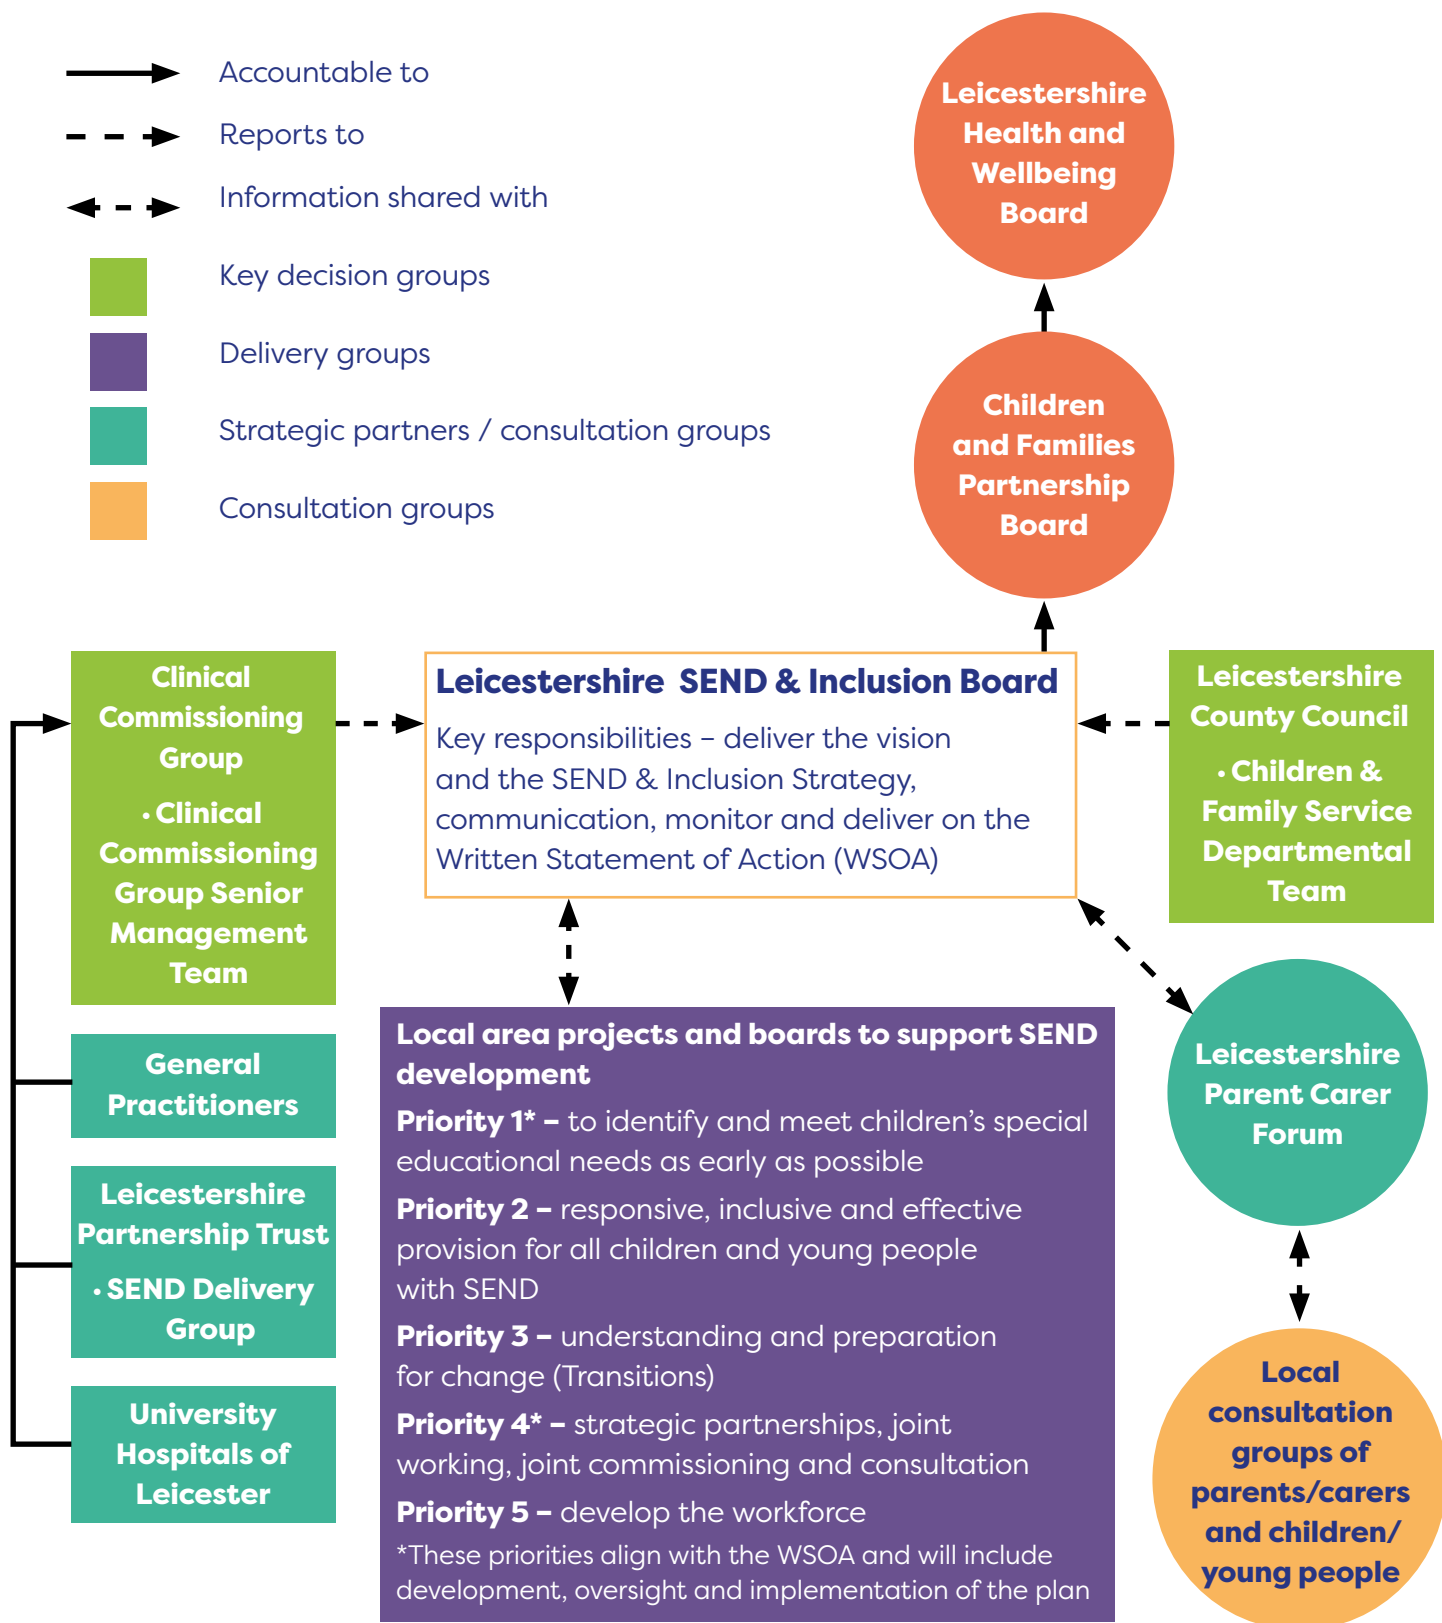 Accountable to
Reports to
Information shared with
Key decision groups
Delivery groups
Strategic partners / consultation groups
Consultation groups
Leicestershire
Health and
Wellbeing
Board
Children
and Families
Partnership
Board
Clinical
Commissioning
Group
• Clinical
Commissioning
Group Senior
Management
Team
Leicestershire SEND & Inclusion Board
Key responsibilities – deliver the vision
and the SEND & Inclusion Strategy,
communication, monitor and deliver on the
Written Statement of Action (WSOA)
Leicestershire
County Council
• Children &
Family Service
Departmental
Team
General
Practitioners
Leicestershire
Partnership Trust
• SEND Delivery
Group
University
Hospitals of
Leicester
Local area projects and boards to support SEND
development
Priority 1* – to identify and meet children’s special
educational needs as early as possible
Priority 2 – responsive, inclusive and effective
provision for all children and young people
with SEND
Priority 3 – understanding and preparation
for change (Transitions)
Priority 4* – strategic partnerships, joint
working, joint commissioning and consultation
Priority 5 – develop the workforce
*These priorities align with the WSOA and will include
development, oversight and implementation of the plan
Leicestershire
Parent Carer
Forum
Local
consultation
groups of
parents/carers
and children/
young people